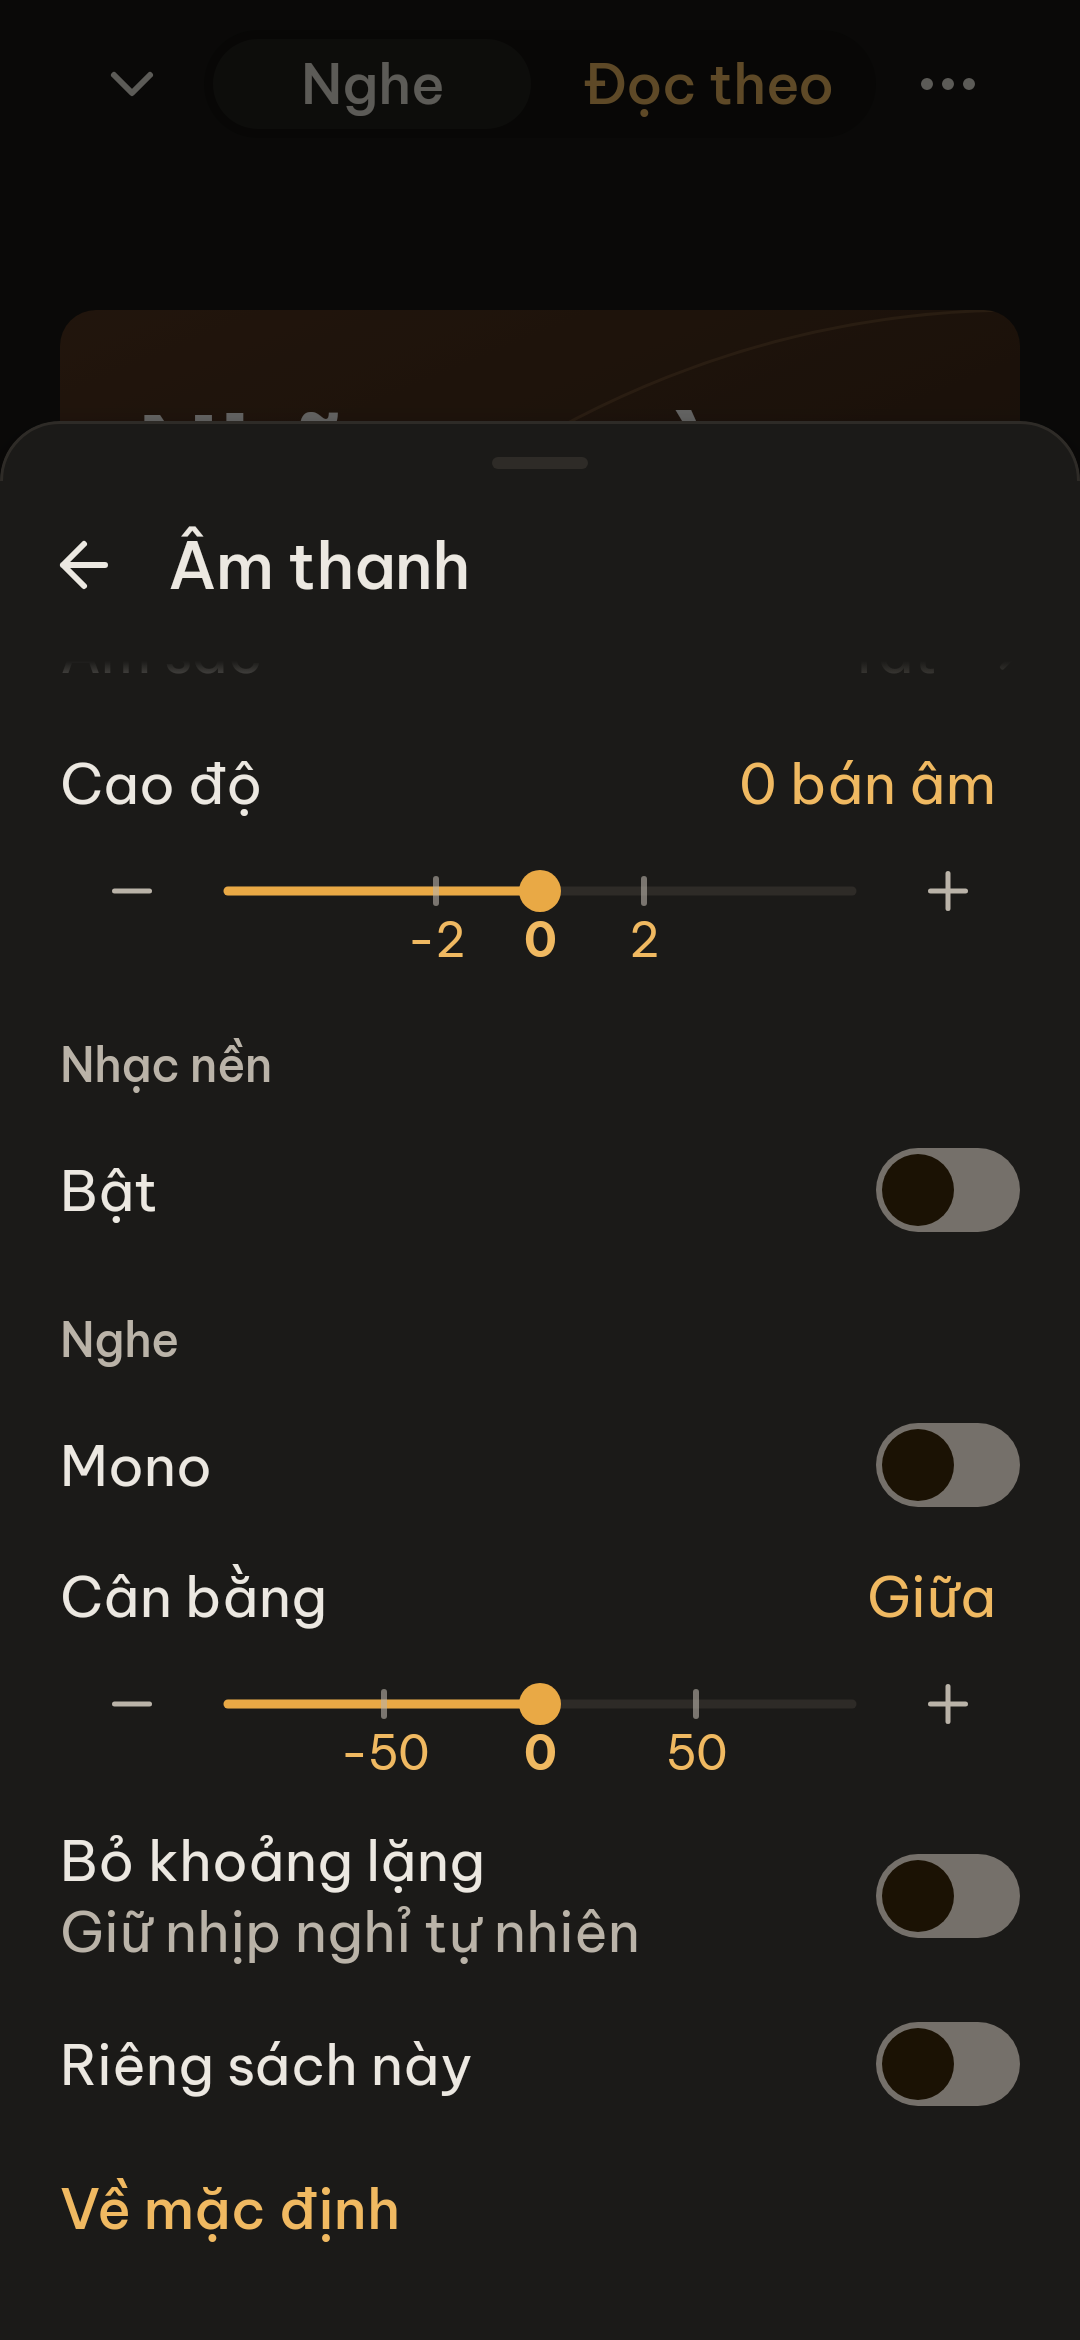 Nghe
Đọc theo
Âm thanh
Cao độ
0 bán âm
-2
0
2
Nhạc nền
Bật
Nghe
Mono
Cân bằng
Giữa
-50
0
50
Bỏ khoảng lặng
Giữ nhịp nghỉ tự nhiên
Riêng sách này
Về mặc định